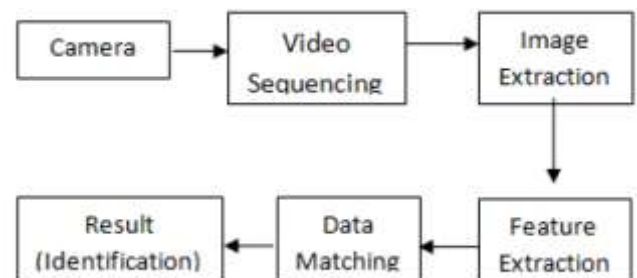 Camera
Video
Sequencing
Image
Extraction
Feature
Extraction
Data
Matching
Result
(Identification)